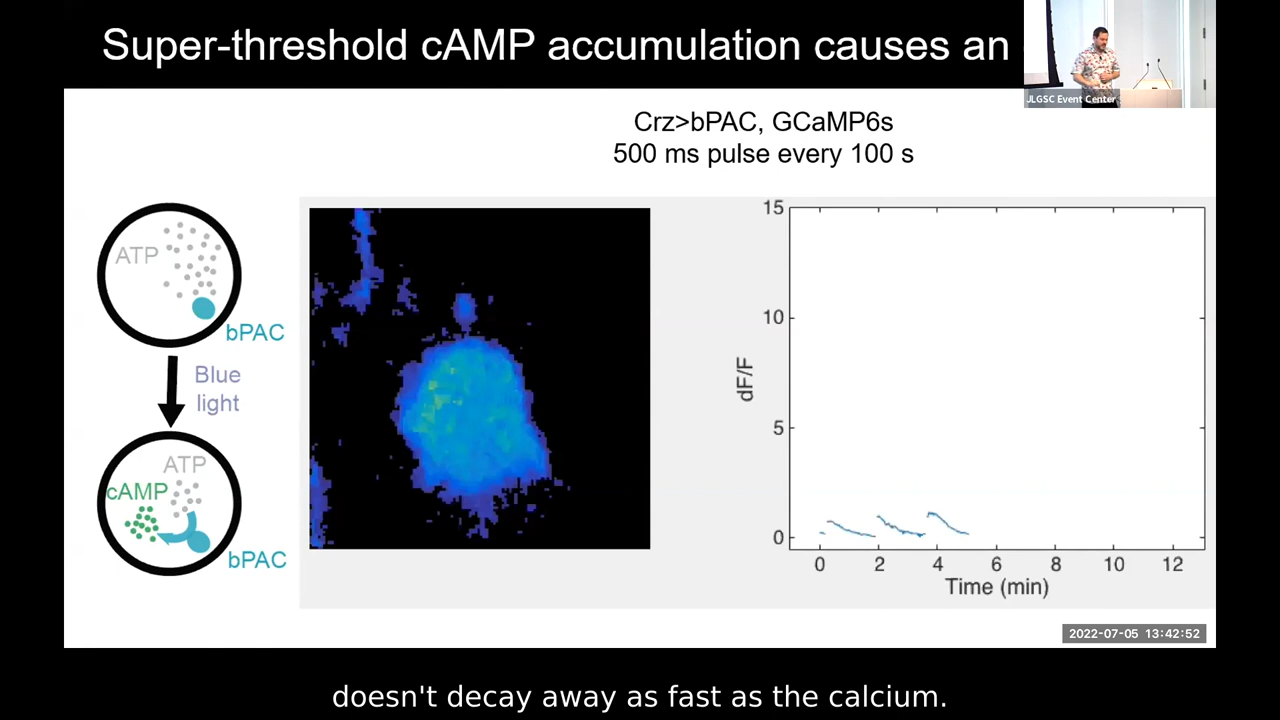 Super-threshold cAMP accumulation causes an
JLGSC Event Center
Crz>bPAC, GCaMP6s
500 ms pulse every 100 s
ATP
bPAC
Blue
light
ATP
cAMP
bPAC
15
10
5
0
dF/F
0 2 4 6 8 10 12
Time (min)
2022-07-05 13:42:52
doesn't decay away as fast as the calcium.